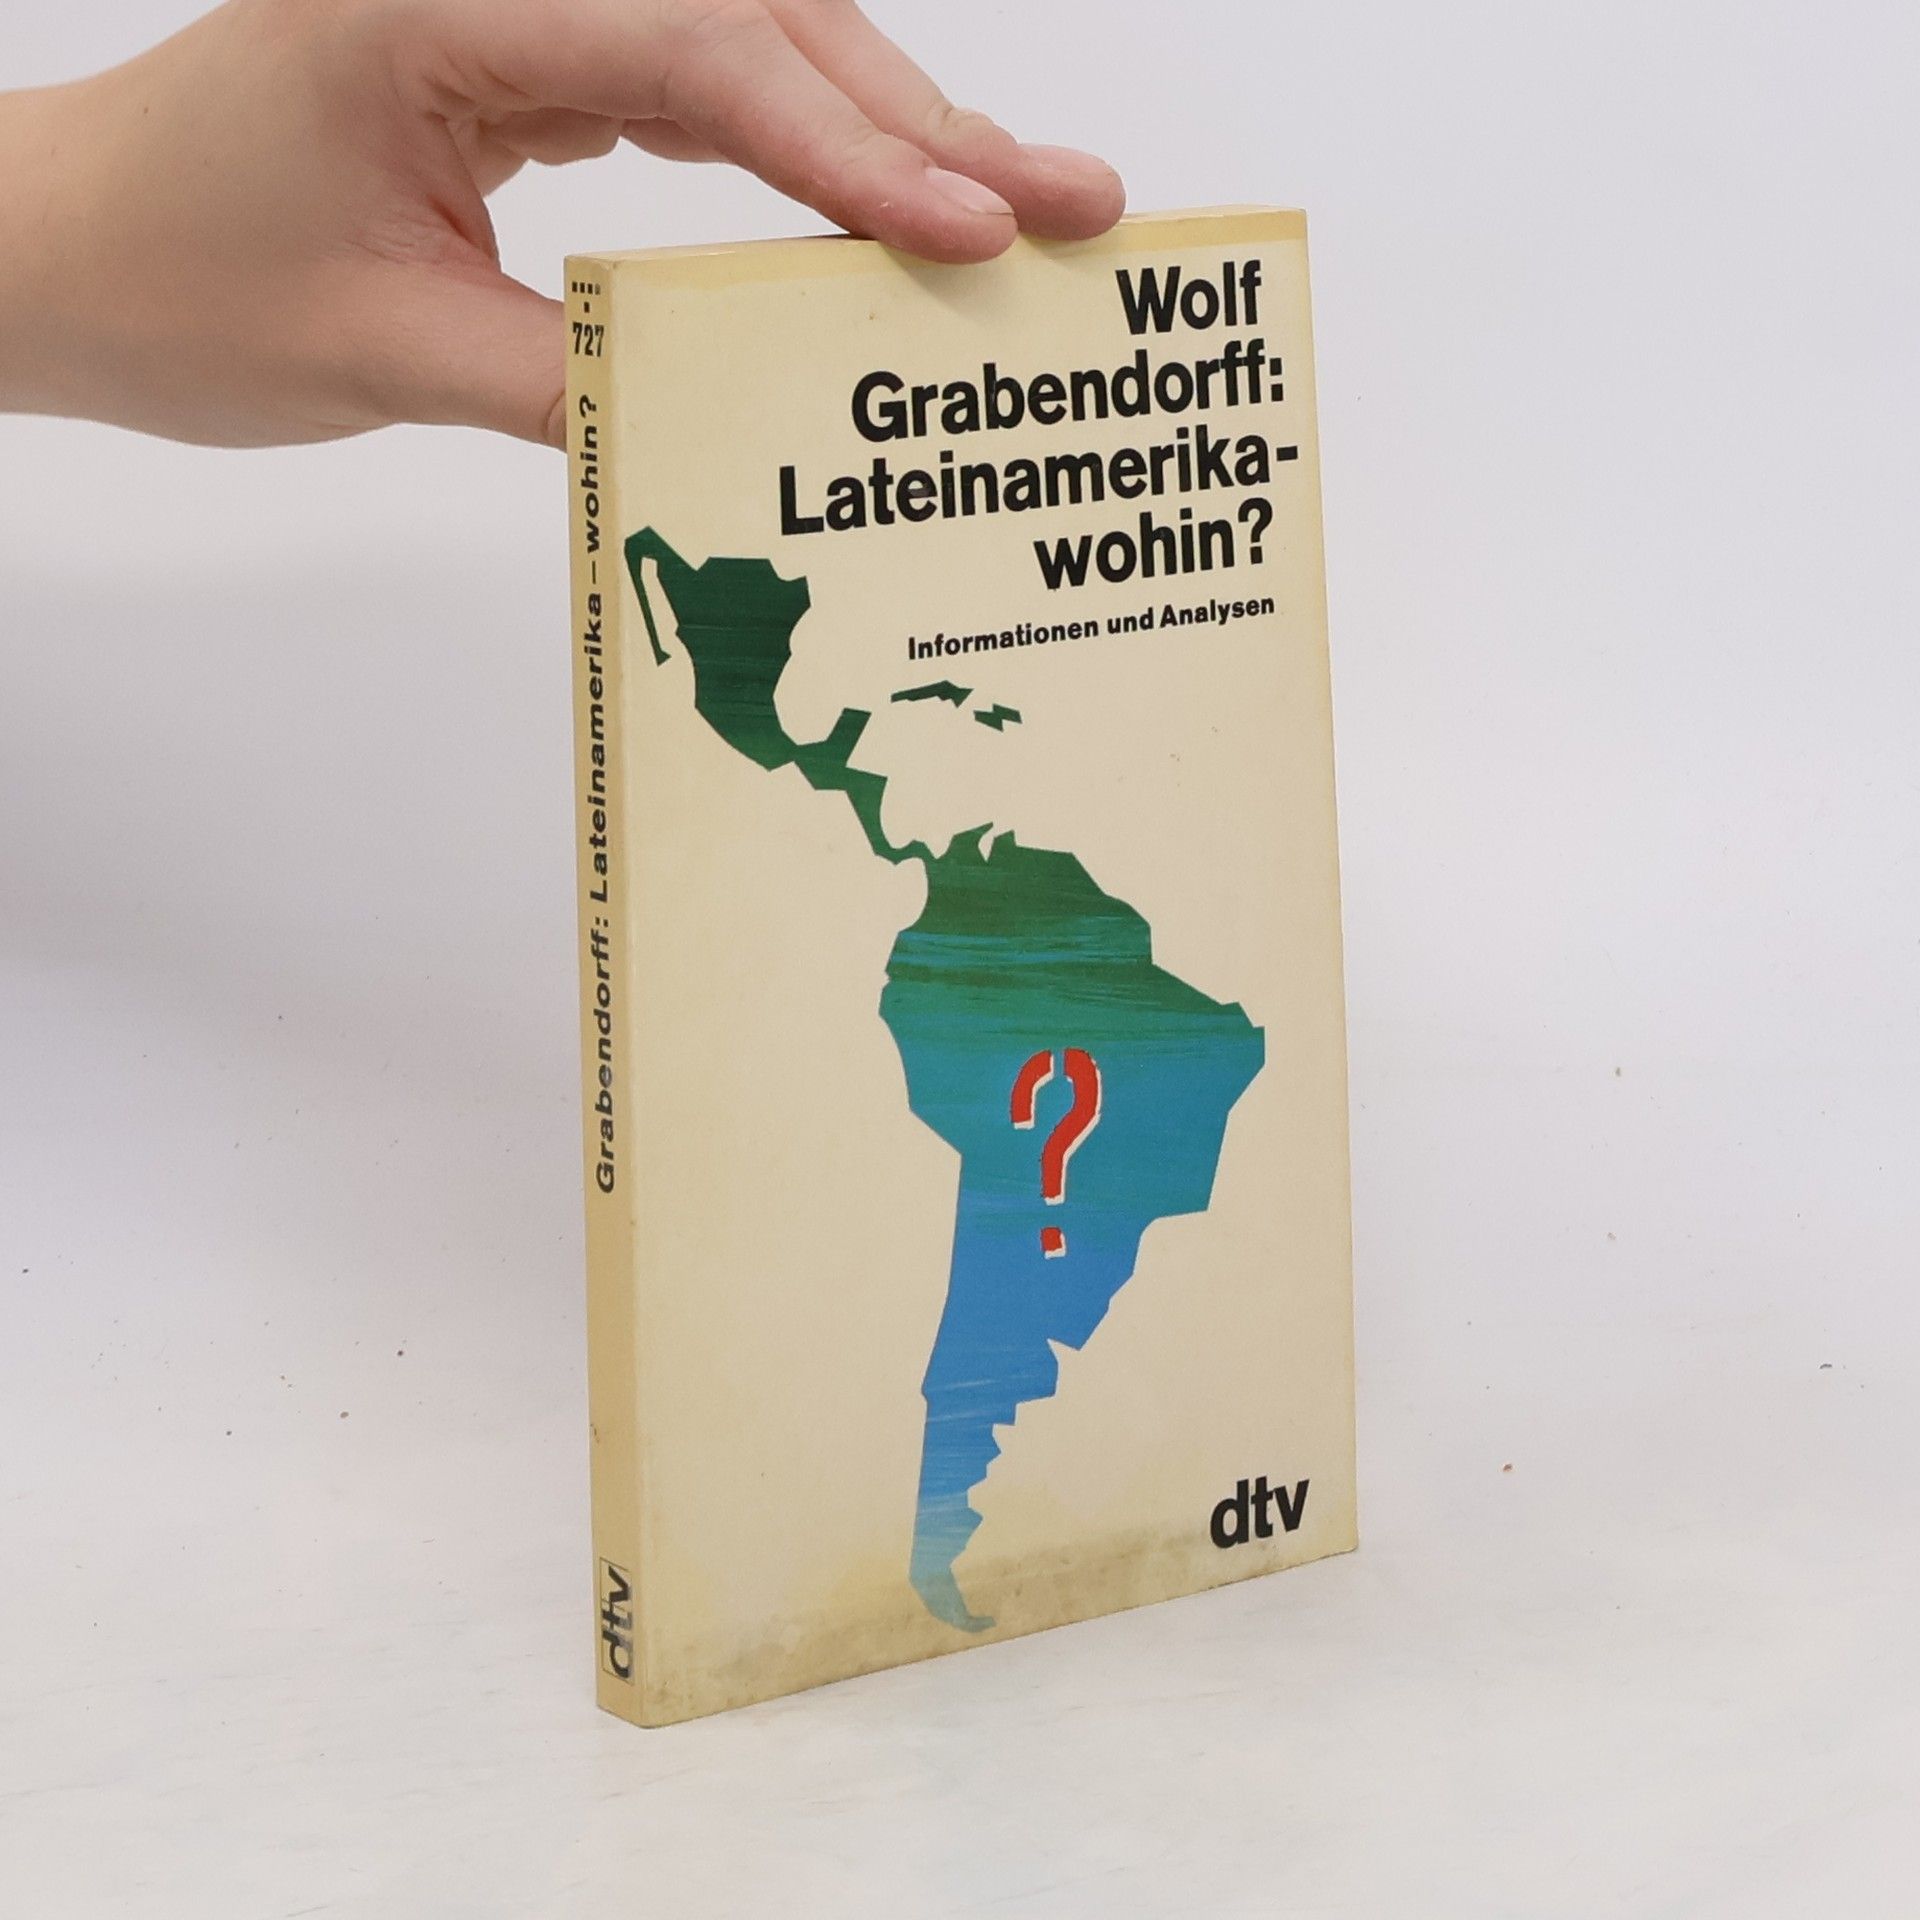 Wolf
Grabendorff:
Lateinamerika-
wohin?
Informationen und Analysen
?
dtv
727
Grabendorff: Lateinamerika – wohin?
dtv